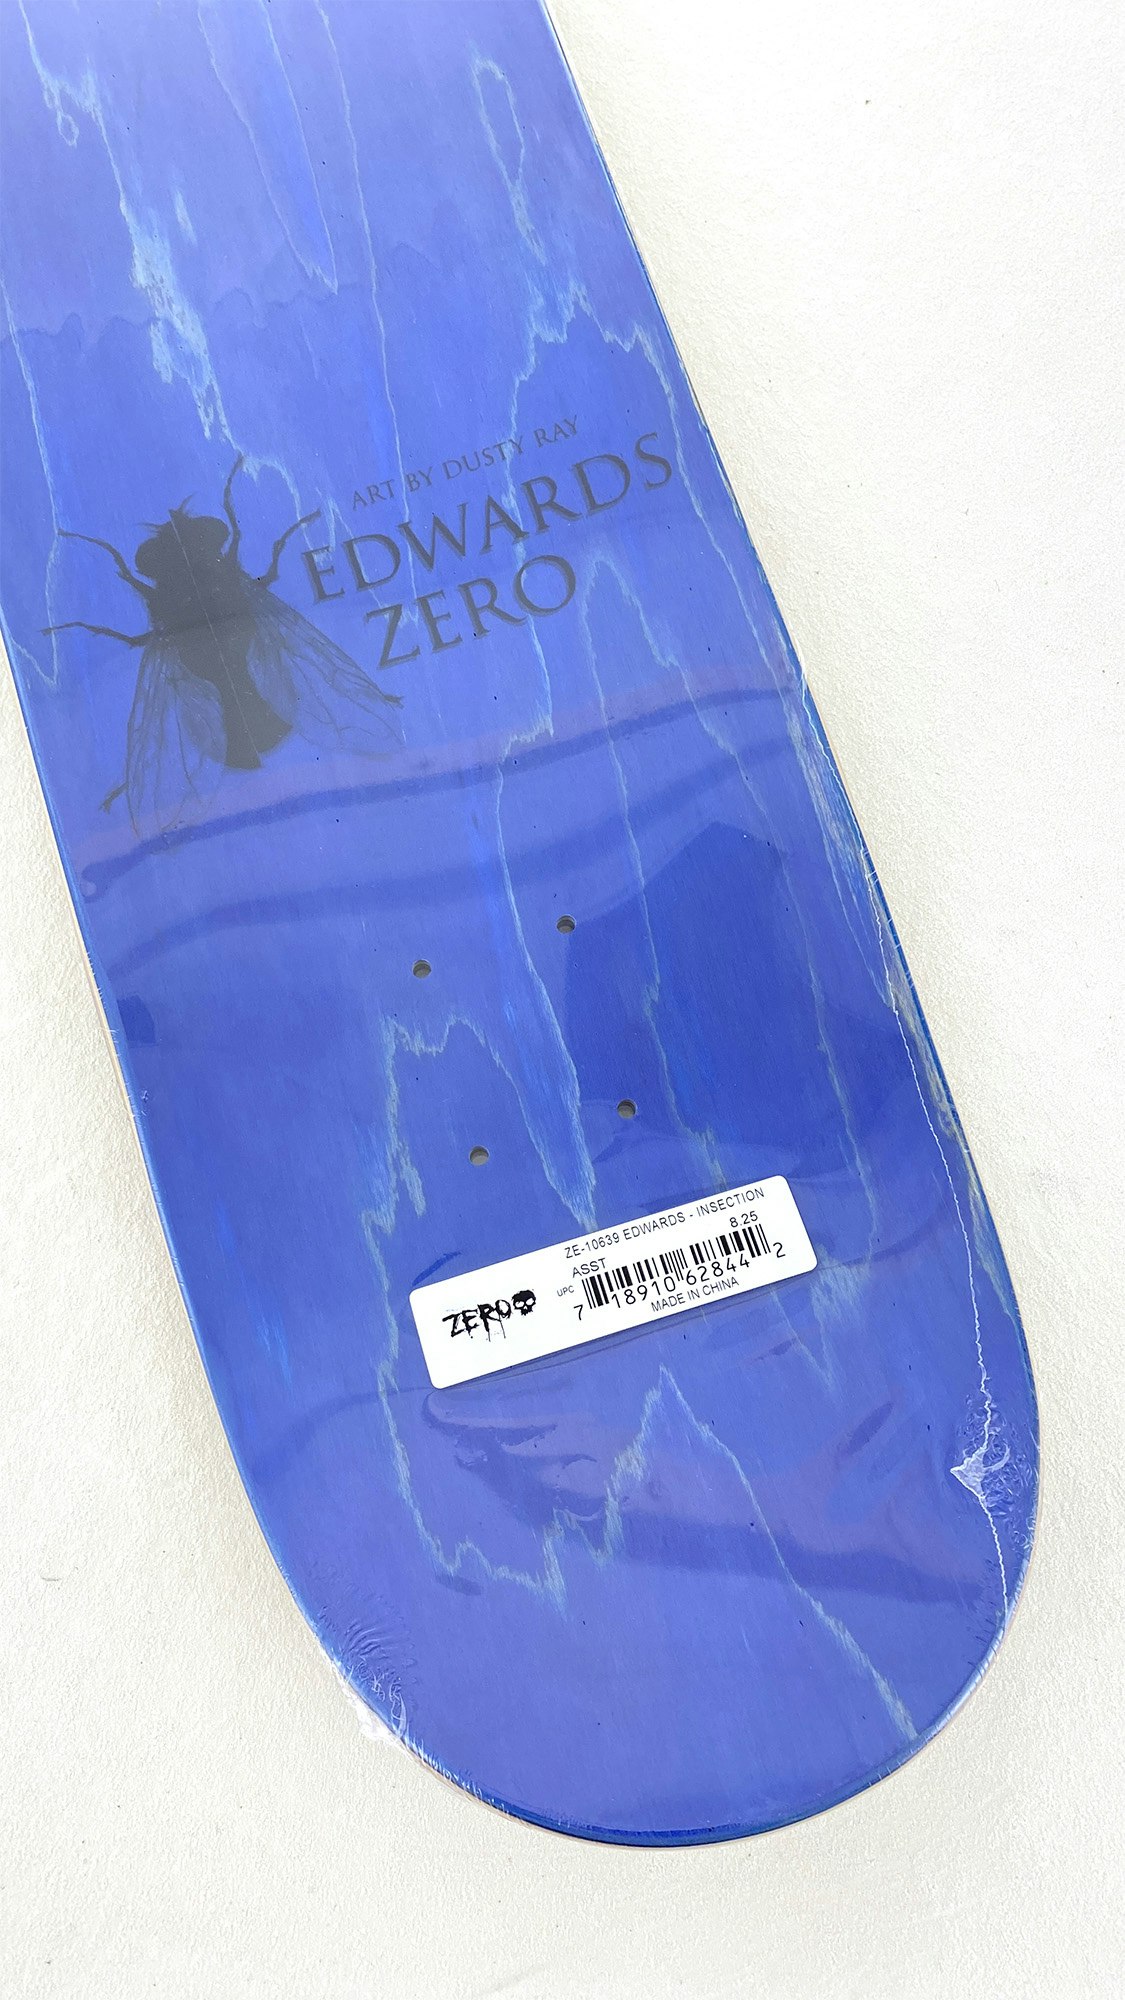 ART BY DUSTY RAY
EDWARDS
ZERO
ZE-10639 EDWARDS - INSECTION
8.25
ASST
UPC
7 18910 62844 2
MADE IN CHINA
ZERO